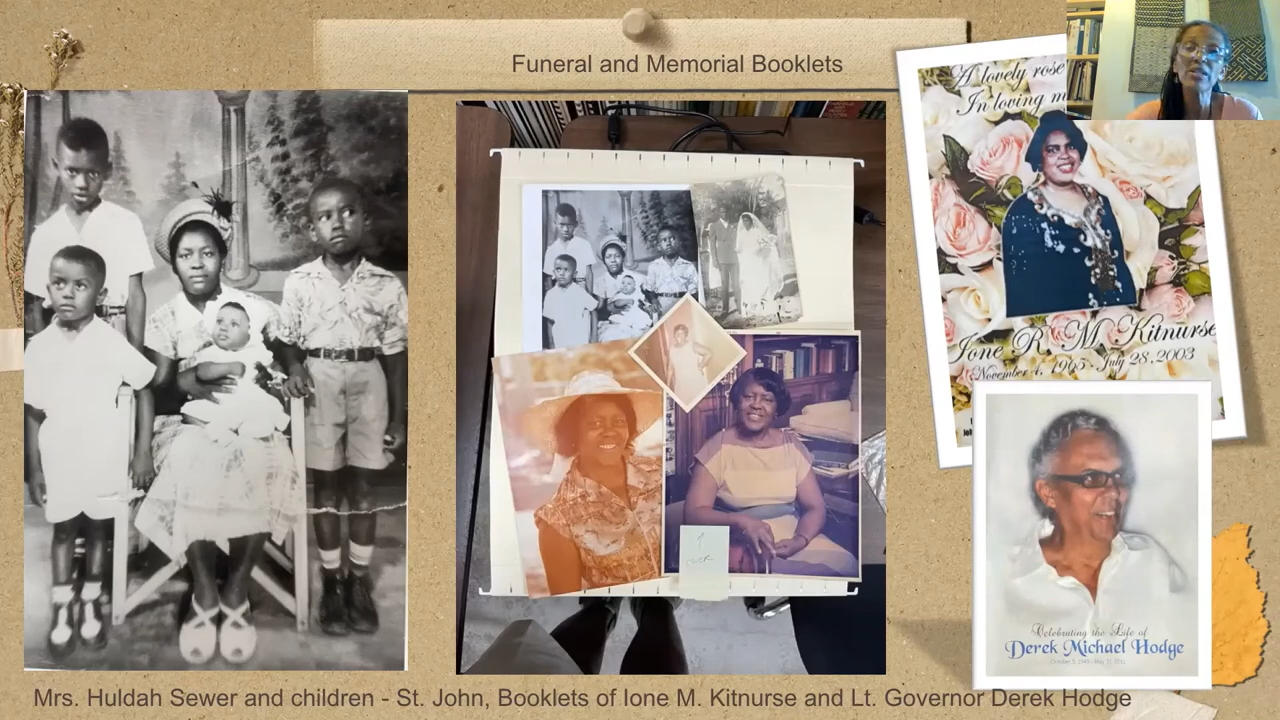 Funeral and Memorial Booklets
A lovely rose
In loving m
Ione R. M. Kitnurse
November 4, 1965 - July 28, 2003
Celebrating the Life of
Derek Michael Hodge
Mrs. Huldah Sewer and children - St. John, Booklets of Ione M. Kitnurse and Lt. Governor Derek Hodge